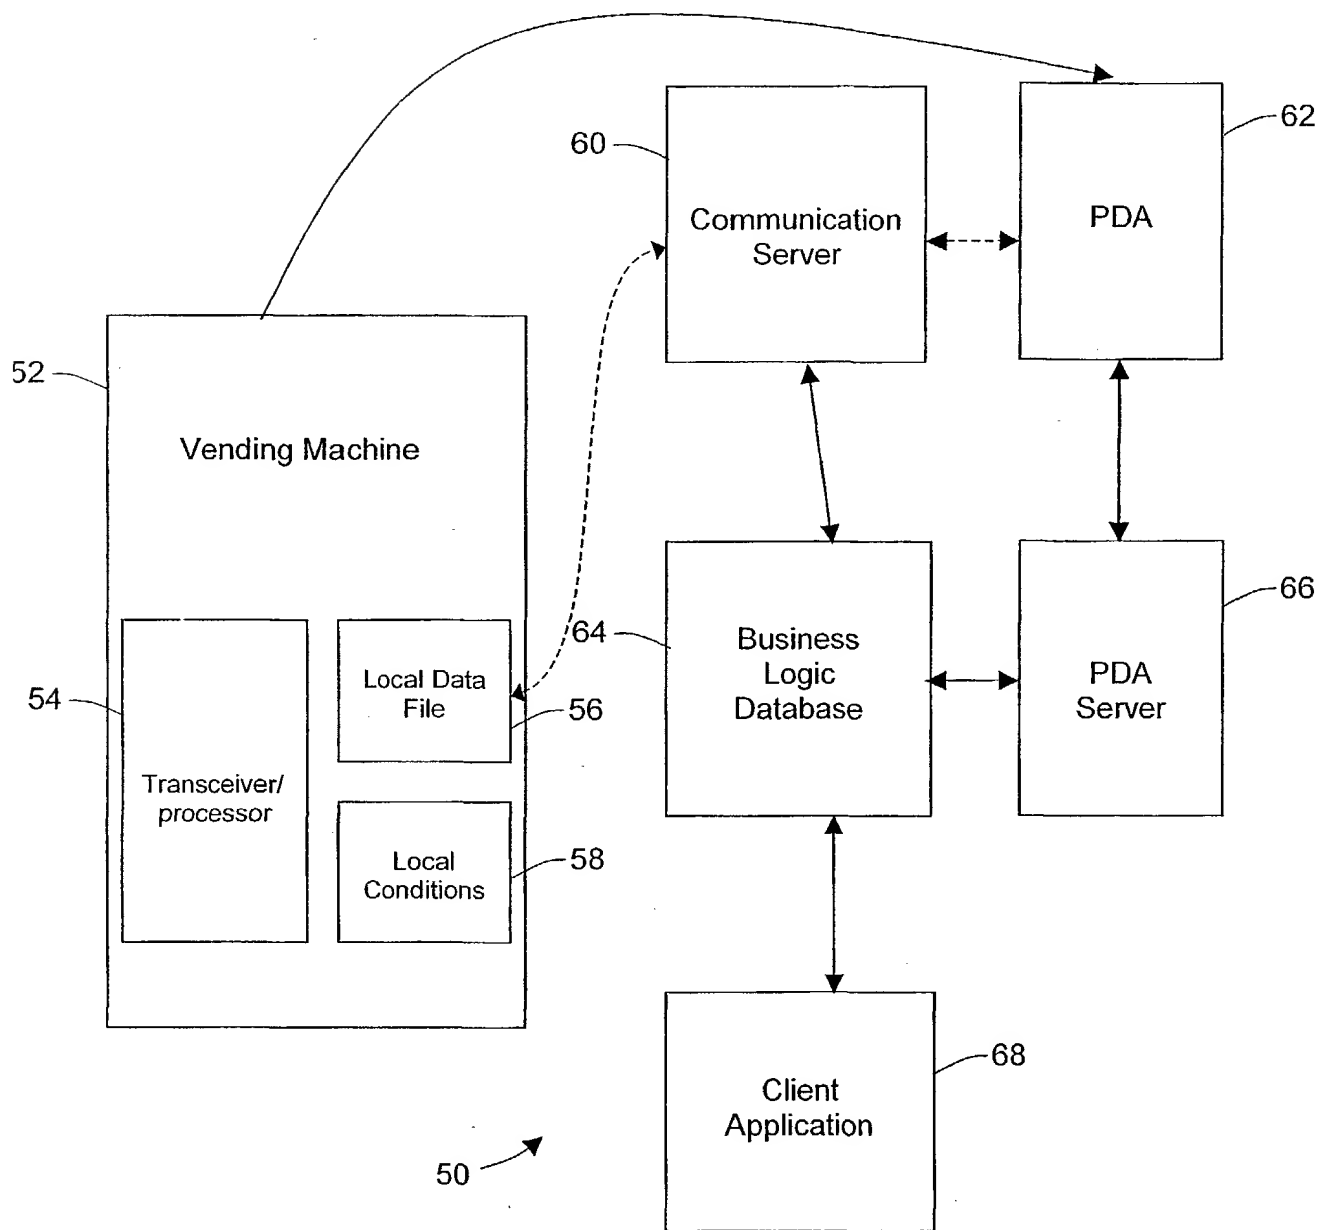 62
60
Communication
Server
PDA
52
Vending Machine
64
Business
Logic
Database
66
PDA
Server
54
Local Data
File
56
Transceiver/
processor
Local
Conditions
58
68
Client
Application
50